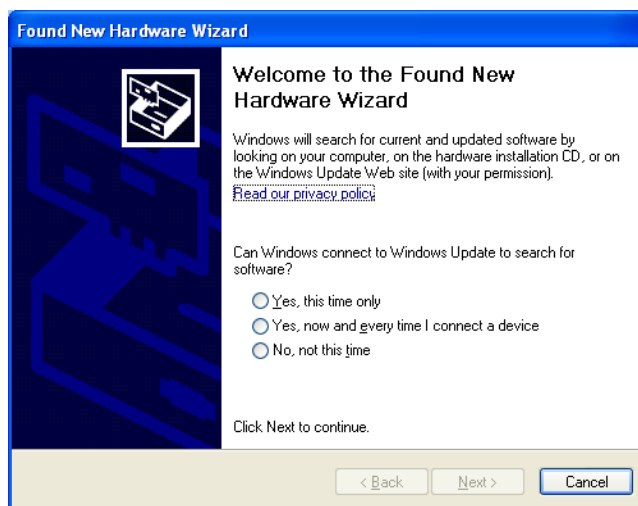 Found New Hardware Wizard
Welcome to the Found New
Hardware Wizard
Windows will search for current and updated software by
looking on your computer, on the hardware installation CD, or on
the Windows Update Web site (with your permission).
Read our privacy policy
Can Windows connect to Windows Update to search for
software?
Yes, this time only
Yes, now and every time I connect a device
No, not this time
Click Next to continue.
< Back Next > Cancel